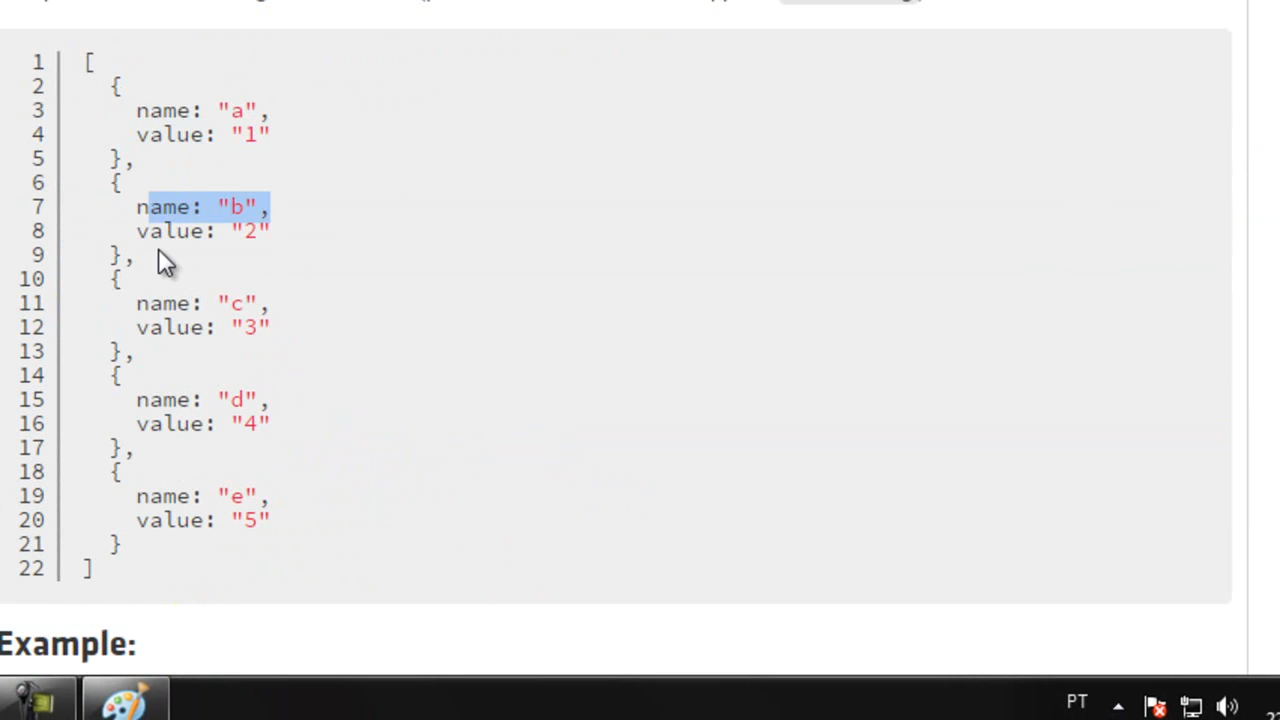 1 [
2 {
3 name: "a",
4 value: "1"
5 },
6 {
7 name: "b",
8 value: "2"
9 },
10 {
11 name: "c",
12 value: "3"
13 },
14 {
15 name: "d",
16 value: "4"
17 },
18 {
19 name: "e",
20 value: "5"
21 }
22 ]
Example:
PT